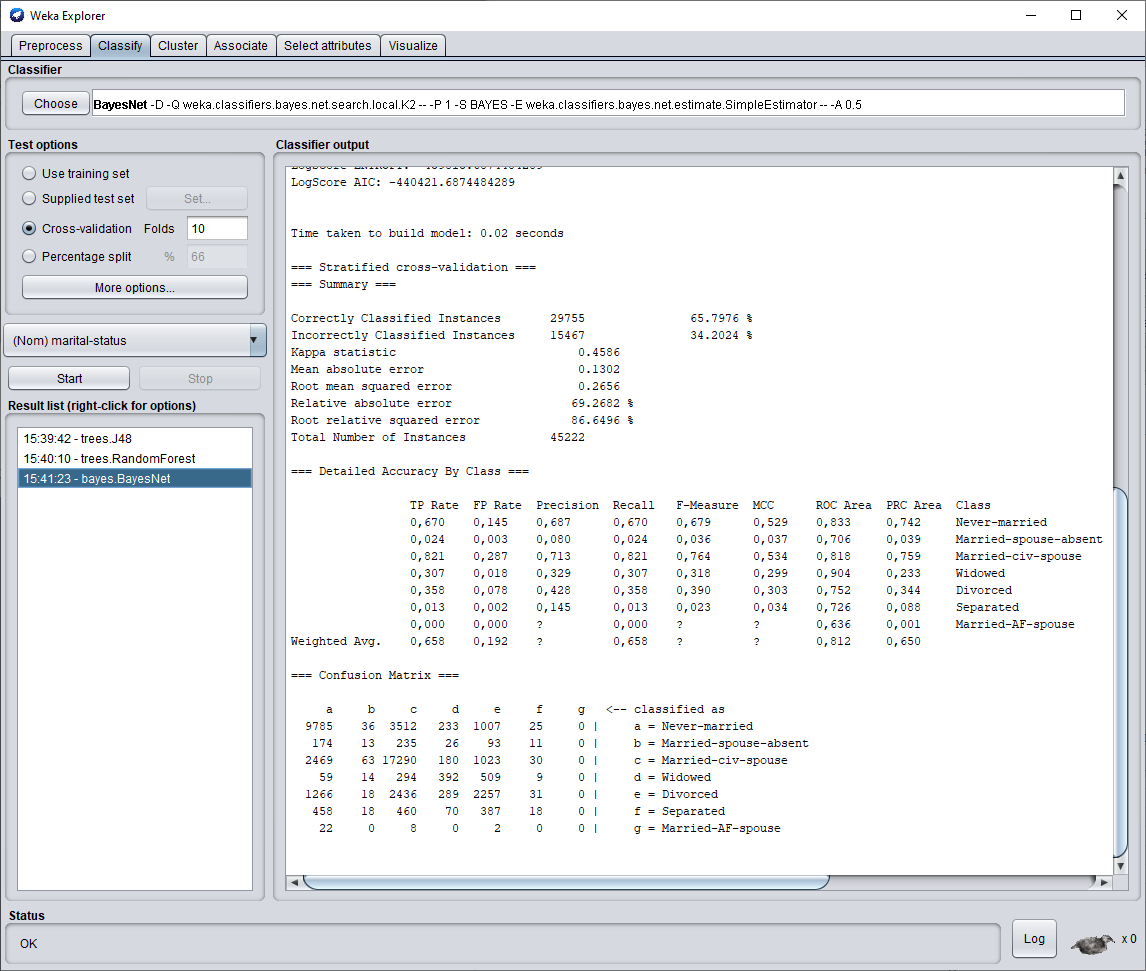 Weka Explorer
Preprocess Classify Cluster Associate Select attributes Visualize
Classifier
Choose BayesNet -D -Q weka.classifiers.bayes.net.search.local.K2 -- -P 1 -S BAYES -E weka.classifiers.bayes.net.estimate.SimpleEstimator -- -A 0.5
Test options
Use training set
Supplied test set Set...
Cross-validation Folds 10
Percentage split % 66
More options...
(Nom) marital-status
Start Stop
Result list (right-click for options)
15:39:42 - trees.J48
15:40:10 - trees.RandomForest
15:41:23 - bayes.BayesNet
Classifier output
LogScore AIC: -440421.6874484289
Time taken to build model: 0.02 seconds
=== Stratified cross-validation ===
=== Summary ===
Correctly Classified Instances 29755 65.7976 %
Incorrectly Classified Instances 15467 34.2024 %
Kappa statistic 0.4586
Mean absolute error 0.1302
Root mean squared error 0.2656
Relative absolute error 69.2682 %
Root relative squared error 86.6496 %
Total Number of Instances 45222
=== Detailed Accuracy By Class ===
TP Rate FP Rate Precision Recall F-Measure MCC ROC Area PRC Area Class
0,670 0,145 0,687 0,670 0,679 0,529 0,833 0,742 Never-married
0,024 0,003 0,080 0,024 0,036 0,037 0,706 0,039 Married-spouse-absent
0,821 0,287 0,713 0,821 0,764 0,534 0,818 0,759 Married-civ-spouse
0,307 0,018 0,329 0,307 0,318 0,299 0,904 0,233 Widowed
0,358 0,078 0,428 0,358 0,390 0,303 0,752 0,344 Divorced
0,013 0,002 0,145 0,013 0,023 0,034 0,726 0,088 Separated
0,000 0,000 ? 0,000 ? ? 0,636 0,001 Married-AF-spouse
Weighted Avg. 0,658 0,192 ? 0,658 ? ? 0,812 0,650
=== Confusion Matrix ===
a b c d e f g <-- classified as
9785 36 3512 233 1007 25 0 | a = Never-married
174 13 235 26 93 11 0 | b = Married-spouse-absent
2469 63 17290 180 1023 30 0 | c = Married-civ-spouse
59 14 294 392 509 9 0 | d = Widowed
1266 18 2436 289 2257 31 0 | e = Divorced
458 18 460 70 387 18 0 | f = Separated
22 0 8 0 2 0 0 | g = Married-AF-spouse
Status
OK
Log
x 0